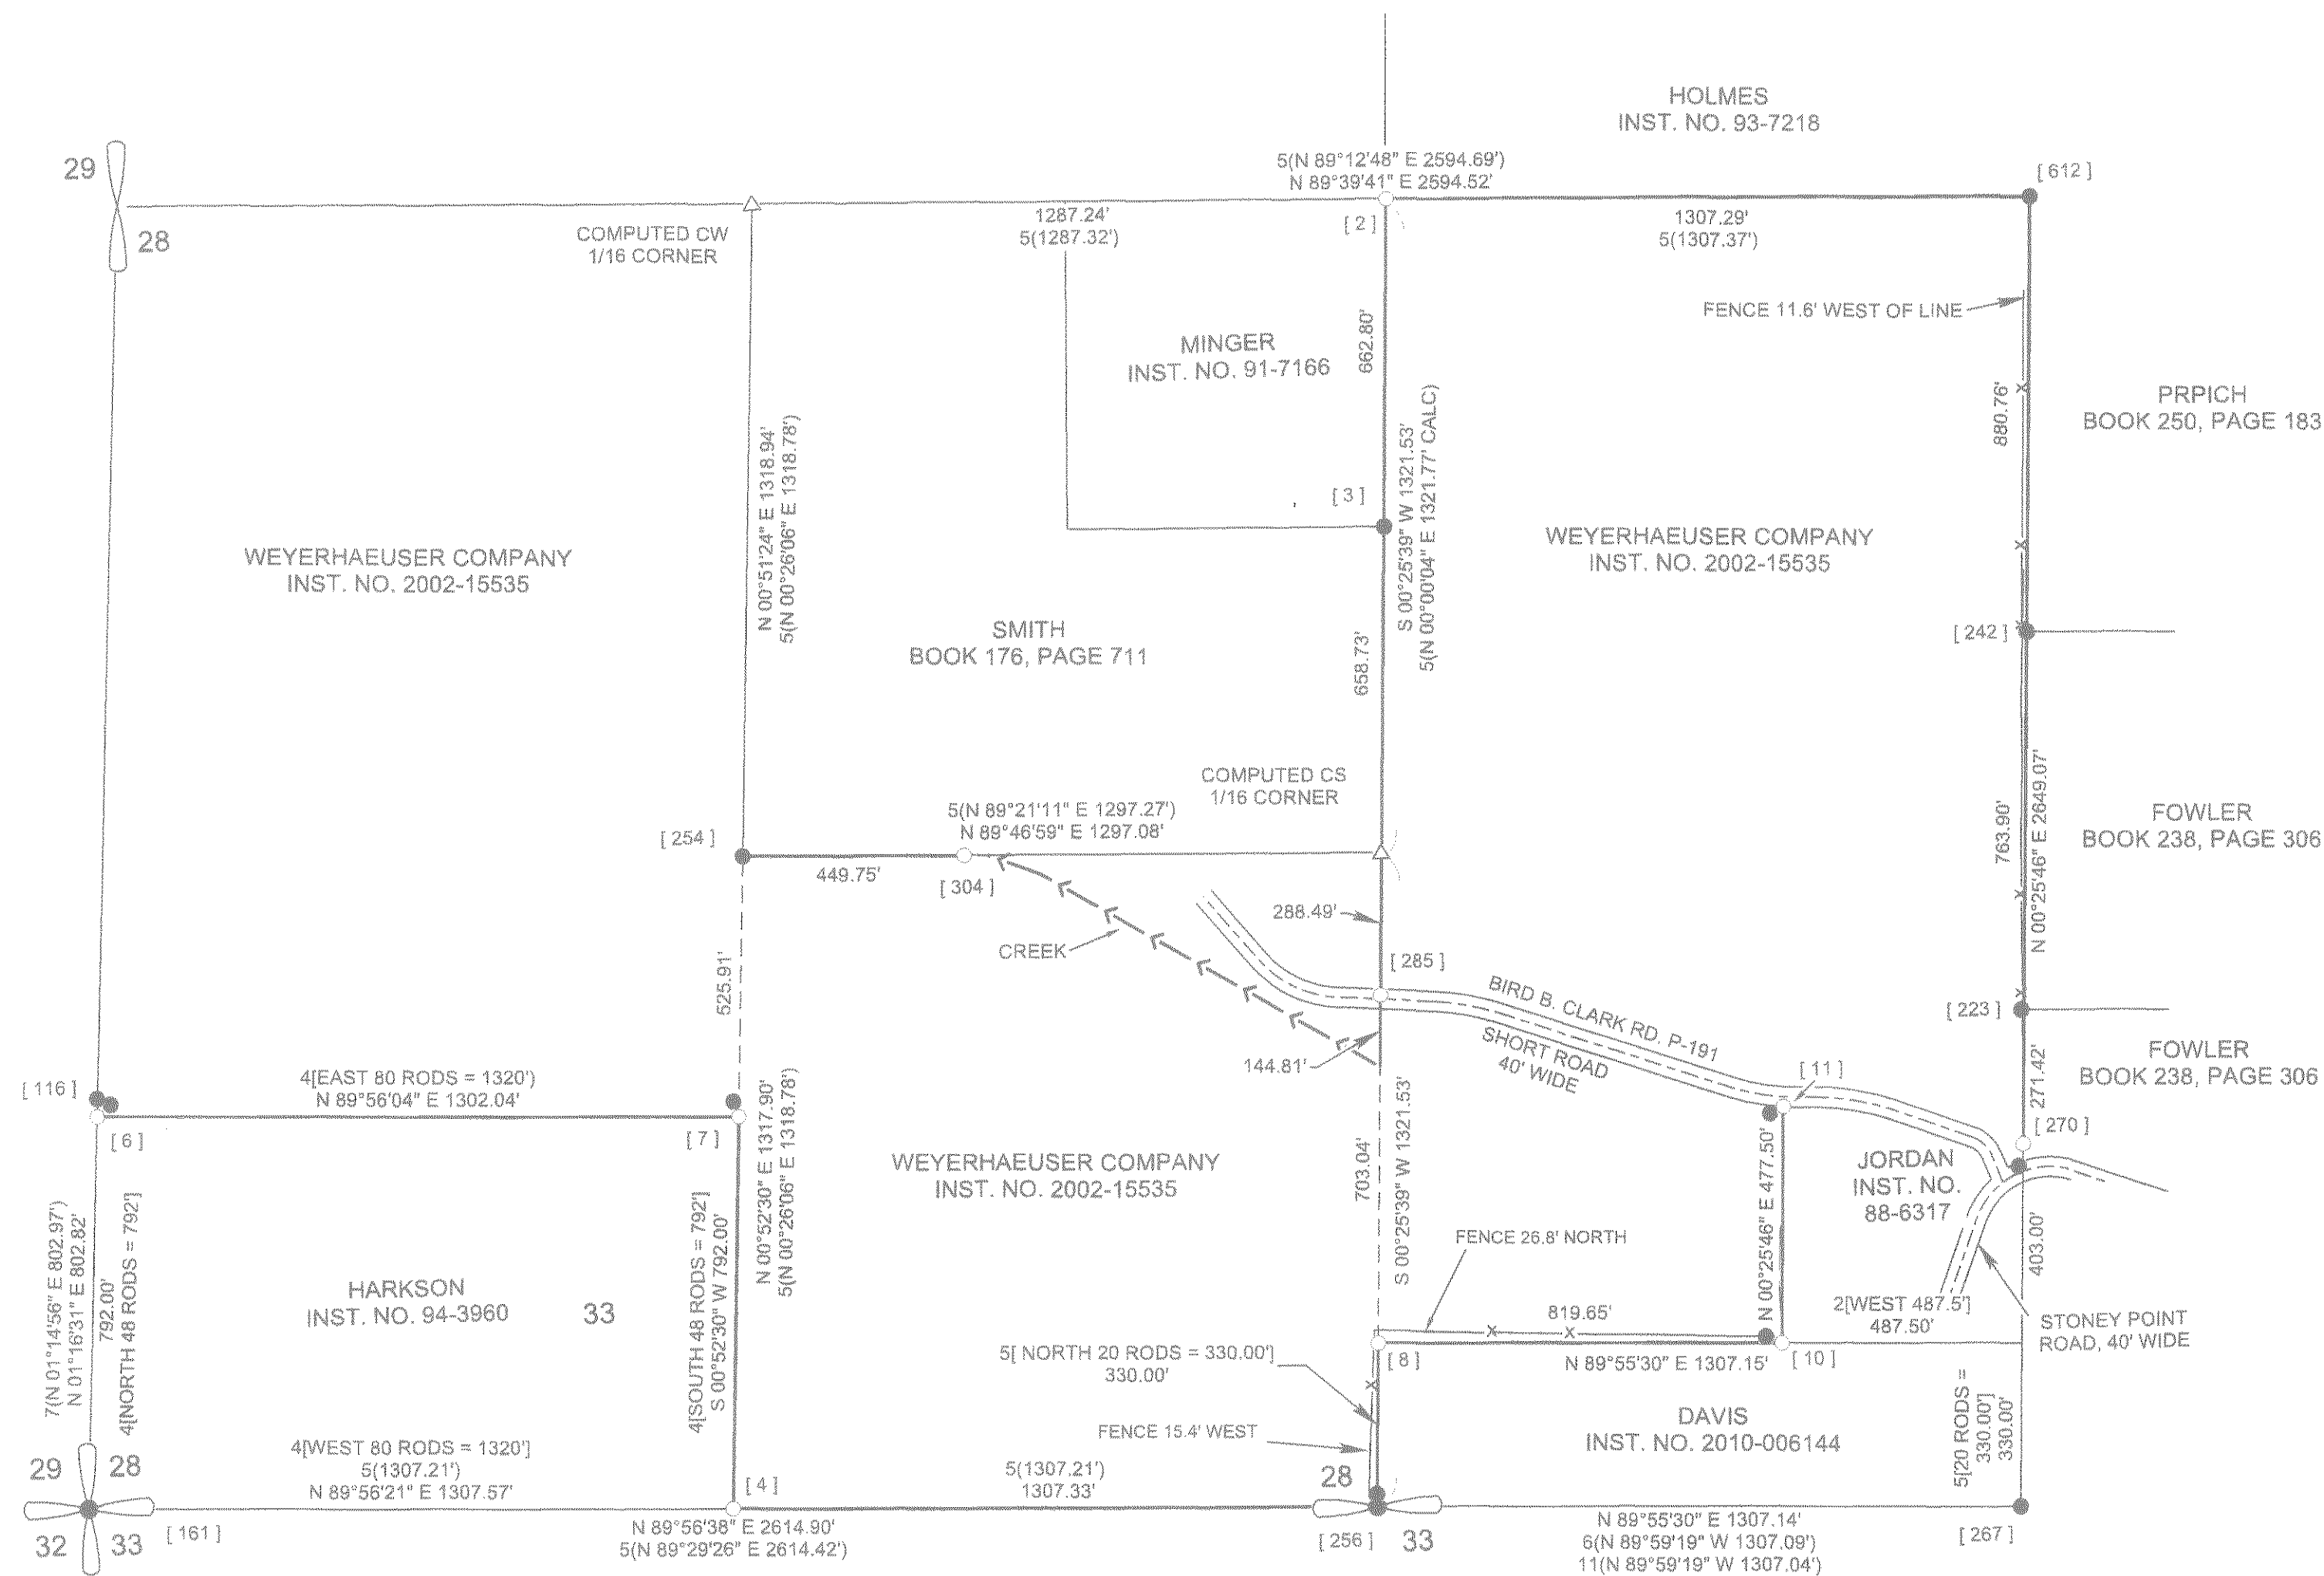 HOLMES
INST. NO. 93-7218
5(N 89°12'48" E 2594.69')
N 89°39'41" E 2594.52'
[ 612 ]
29
28
COMPUTED CW
1/16 CORNER
1287.24'
5(1287.32')
[ 2 ]
1307.29'
5(1307.37')
FENCE 11.6' WEST OF LINE
MINGER
INST. NO. 91-7166
662.80'
880.76'
PRPICH
BOOK 250, PAGE 183
N 00°51'24" E 1318.94'
5(N 00°26'06" E 1318.78')
S 00°25'39" W 1321.53'
5(N 00°00'04" E 1321.77' CALC)
[ 3 ]
WEYERHAEUSER COMPANY
INST. NO. 2002-15535
WEYERHAEUSER COMPANY
INST. NO. 2002-15535
SMITH
BOOK 176, PAGE 711
658.73'
[ 242 ]
COMPUTED CS
1/16 CORNER
5(N 89°21'11" E 1297.27')
N 89°46'59" E 1297.08'
[ 254 ]
449.75'
[ 304 ]
763.90'
N 00°25'46" E 2649.07'
FOWLER
BOOK 238, PAGE 306
288.49'
CREEK
[ 285 ]
525.91'
BIRD B. CLARK RD. P-191
SHORT ROAD
40' WIDE
[ 223 ]
FOWLER
BOOK 238, PAGE 306
144.81'
[ 11 ]
271.42'
[ 116 ]
4[EAST 80 RODS = 1320')
N 89°56'04" E 1302.04'
[ 6 ]
[ 7 ]
[ 270 ]
N 00°52'30" E 1317.90'
5(N 00°26'06" E 1318.78')
WEYERHAEUSER COMPANY
INST. NO. 2002-15535
703.04'
S 00°25'39" W 1321.53'
N 00°25'46" E 477.50'
JORDAN
INST. NO.
88-6317
403.00'
7(N 01°14'56" E 802.97')
N 01°16'31" E 802.82'
792.00'
4[NORTH 48 RODS = 792']
HARKSON
INST. NO. 94-3960
33
4[SOUTH 48 RODS = 792']
S 00°52'30" W 792.00'
FENCE 26.8' NORTH
819.65'
2[WEST 487.5']
487.50'
STONEY POINT
ROAD, 40' WIDE
5[ NORTH 20 RODS = 330.00']
330.00'
[ 8 ]
N 89°55'30" E 1307.15'
[ 10 ]
DAVIS
INST. NO. 2010-006144
5[20 RODS =
330.00']
330.00'
FENCE 15.4' WEST
29
28
4[WEST 80 RODS = 1320']
5(1307.21')
N 89°56'21" E 1307.57'
[ 4 ]
5(1307.21')
1307.33'
28
32
33
[ 161 ]
N 89°56'38" E 2614.90'
5(N 89°29'26" E 2614.42')
[ 256 ]
33
N 89°55'30" E 1307.14'
6(N 89°59'19" W 1307.09')
11(N 89°59'19" W 1307.04')
[ 267 ]